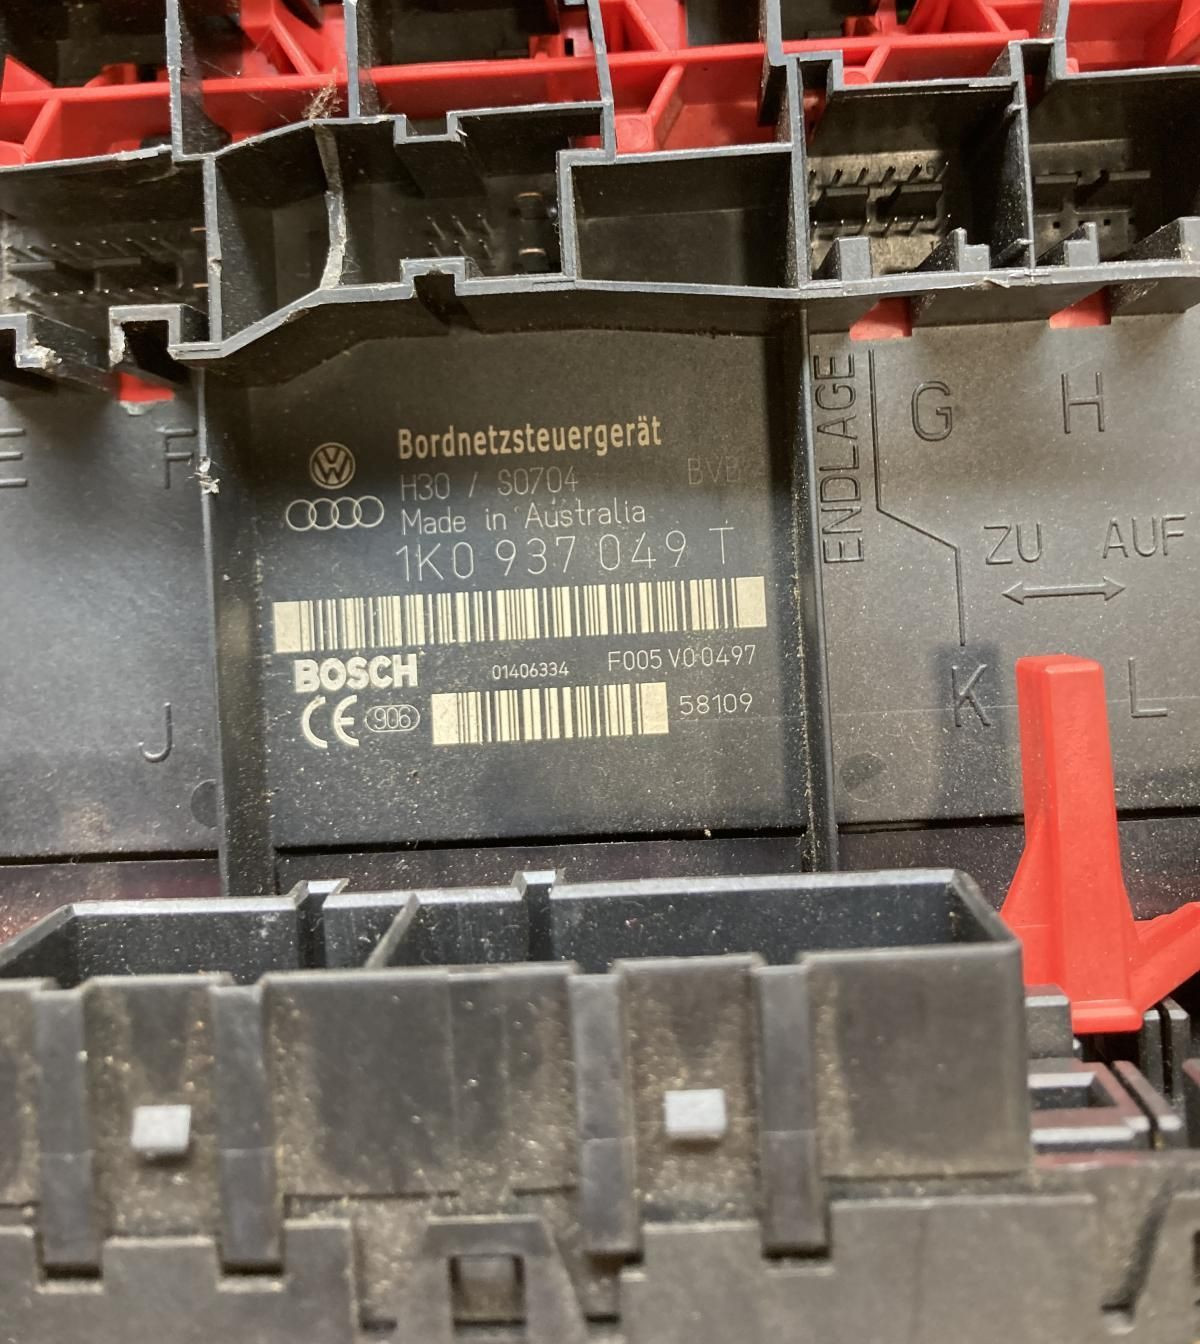 Bordnetzsteuergerät
H30 / S0704
Made in Australia
1K0 937 049 T
BOSCH 01406334 F005 V0 0497
CE 906 58109
VW
E F
J
ENDLAGE
G H
ZU AUF
K L